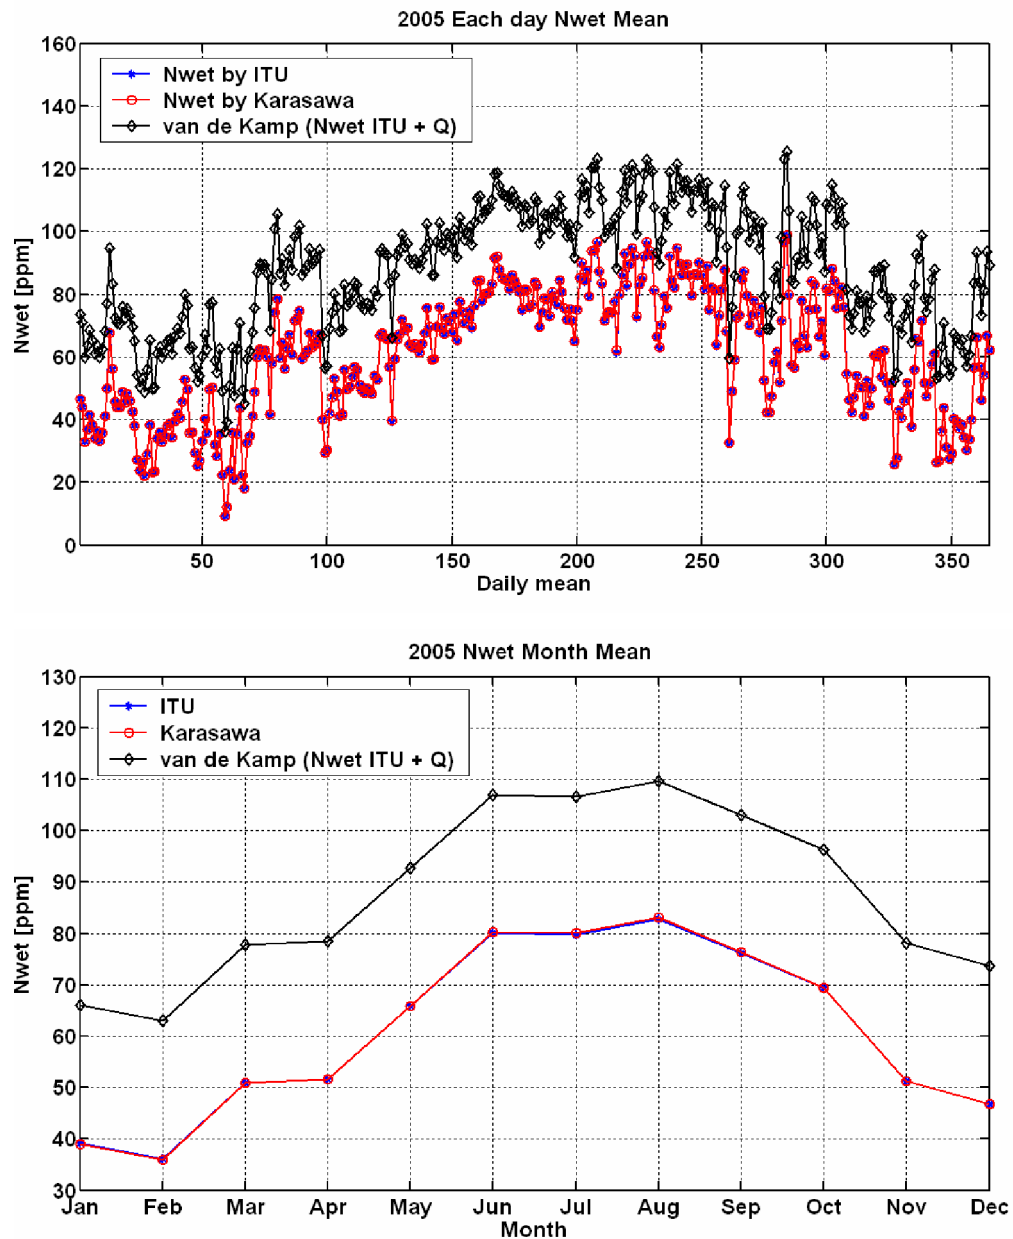 2005 Each day Nwet Mean
160
140
120
100
80
60
40
20
0
Nwet [ppm]
Nwet by ITU
Nwet by Karasawa
van de Kamp (Nwet ITU + Q)
50 100 150 200 250 300 350
Daily mean
2005 Nwet Month Mean
130
120
110
100
90
80
70
60
50
40
30
Nwet [ppm]
ITU
Karasawa
van de Kamp (Nwet ITU + Q)
Jan Feb Mar Apr May Jun Jul Aug Sep Oct Nov Dec
Month